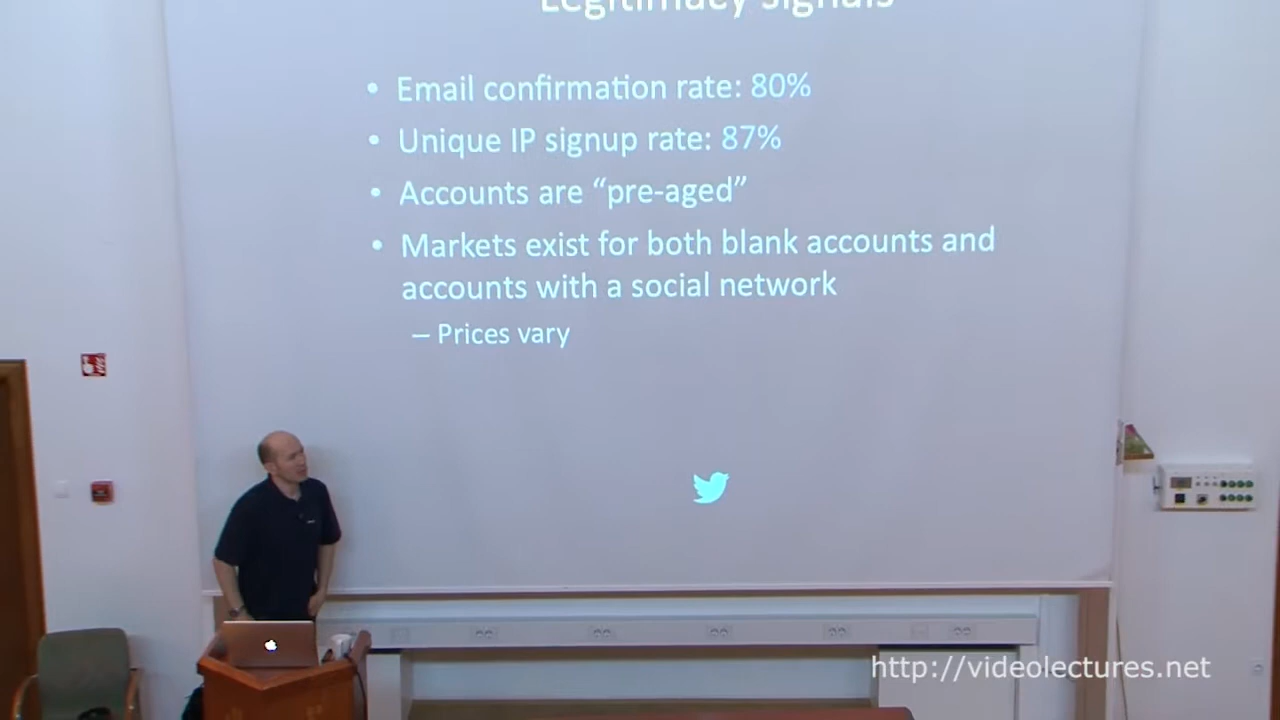 Legitimacy Signals
• Email confirmation rate: 80%
• Unique IP signup rate: 87%
• Accounts are “pre-aged”
• Markets exist for both blank accounts and
accounts with a social network
– Prices vary
http://videolectures.net